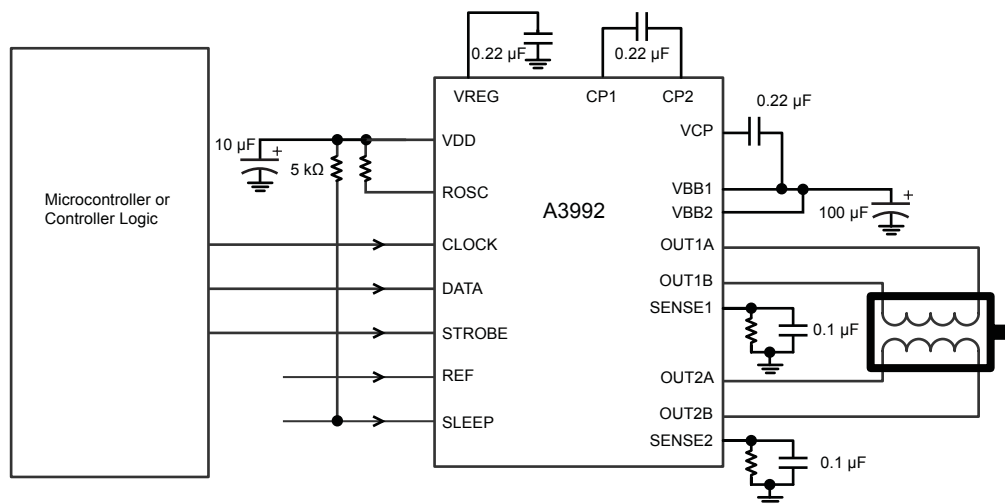 0.22 µF
0.22 µF
VREG
CP1
CP2
0.22 µF
VCP
10 µF
+
VDD
5 kΩ
ROSC
Microcontroller or
Controller Logic
A3992
VBB1
VBB2
+
100 µF
CLOCK
OUT1A
DATA
OUT1B
SENSE1
STROBE
0.1 µF
REF
OUT2A
SLEEP
OUT2B
SENSE2
0.1 µF